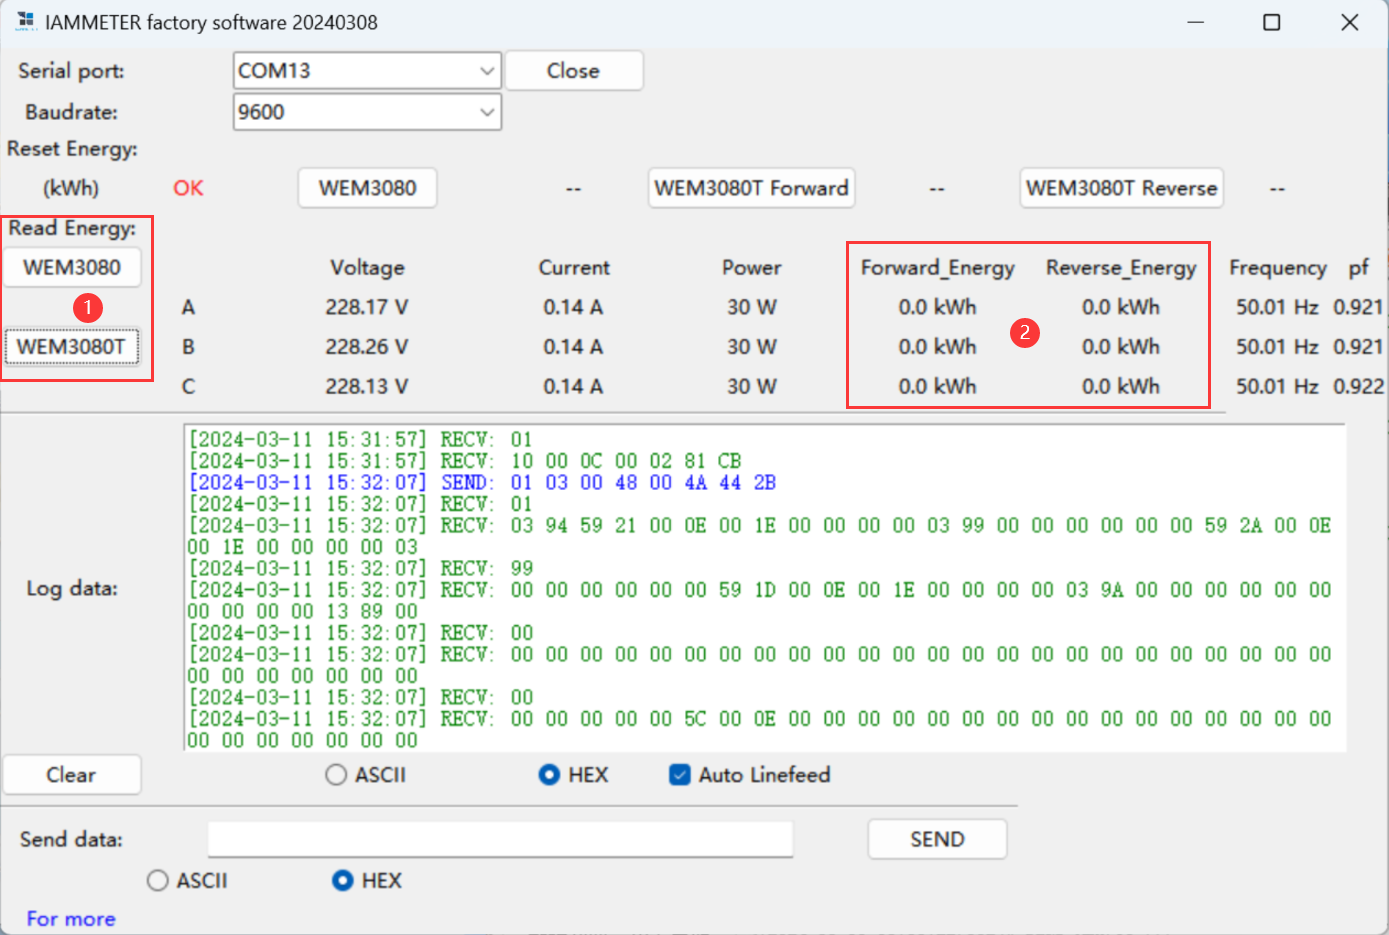 IAMMETER factory software 20240308
Serial port: COM13 Close
Baudrate: 9600
Reset Energy:
(kWh) OK WEM3080 -- WEM3080T Forward -- WEM3080T Reverse --
Read Energy:
WEM3080 Voltage Current Power Forward_Energy Reverse_Energy Frequency pf
1 A 228.17 V 0.14 A 30 W 0.0 kWh 0.0 kWh 50.01 Hz 0.921
2
WEM3080T B 228.26 V 0.14 A 30 W 0.0 kWh 0.0 kWh 50.01 Hz 0.921
C 228.13 V 0.14 A 30 W 0.0 kWh 0.0 kWh 50.01 Hz 0.922
Log data:
[2024-03-11 15:31:57] RECV: 01
[2024-03-11 15:31:57] RECV: 10 00 0C 00 02 81 CB
[2024-03-11 15:32:07] SEND: 01 03 00 48 00 4A 44 2B
[2024-03-11 15:32:07] RECV: 01
[2024-03-11 15:32:07] RECV: 03 94 59 21 00 0E 00 1E 00 00 00 00 03 99 00 00 00 00 00 00 59 2A 00 0E
00 1E 00 00 00 00 03
[2024-03-11 15:32:07] RECV: 99
[2024-03-11 15:32:07] RECV: 00 00 00 00 00 00 59 1D 00 0E 00 1E 00 00 00 00 03 9A 00 00 00 00 00 00
00 00 00 00 13 89 00
[2024-03-11 15:32:07] RECV: 00
[2024-03-11 15:32:07] RECV: 00 00 00 00 00 00 00 00 00 00 00 00 00 00 00 00 00 00 00 00 00 00 00 00
00 00 00 00 00 00 00
[2024-03-11 15:32:07] RECV: 00
[2024-03-11 15:32:07] RECV: 00 00 00 00 00 5C 00 0E 00 00 00 00 00 00 00 00 00 00 00 00 00 00 00 00
00 00 00 00 00 00 00
Clear ASCII HEX Auto Linefeed
Send data: SEND
ASCII HEX
For more